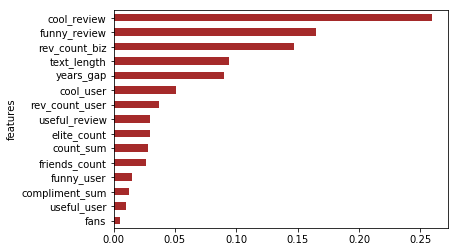 cool_review
funny_review
rev_count_biz
text_length
years_gap
cool_user
rev_count_user
useful_review
elite_count
count_sum
friends_count
funny_user
compliment_sum
useful_user
fans
features
0.00 0.05 0.10 0.15 0.20 0.25